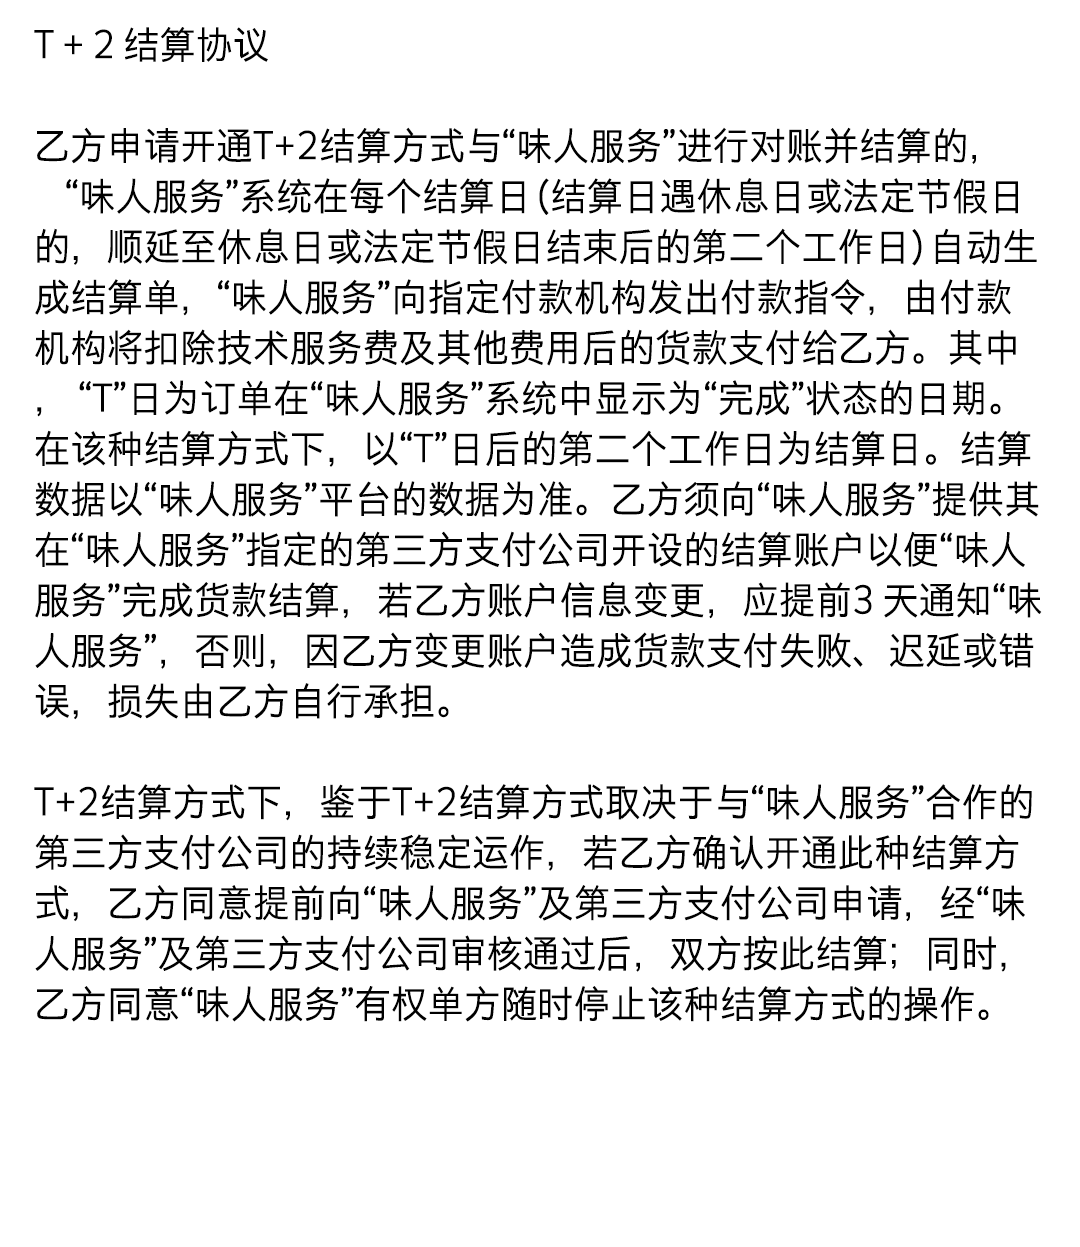 T + 2 结算协议
乙方申请开通T+2结算方式与“味人服务”进行对账并结算的，
“味人服务”系统在每个结算日(结算日遇休息日或法定节假日
的，顺延至休息日或法定节假日结束后的第二个工作日)自动生
成结算单，“味人服务”向指定付款机构发出付款指令，由付款
机构将扣除技术服务费及其他费用后的货款支付给乙方。其中
，“T”日为订单在“味人服务”系统中显示为“完成”状态的日期。
在该种结算方式下，以“T”日后的第二个工作日为结算日。结算
数据以“味人服务”平台的数据为准。乙方须向“味人服务”提供其
在“味人服务”指定的第三方支付公司开设的结算账户以便“味人
服务”完成货款结算，若乙方账户信息变更，应提前3 天通知“味
人服务”，否则，因乙方变更账户造成货款支付失败、迟延或错
误，损失由乙方自行承担。
T+2结算方式下，鉴于T+2结算方式取决于与“味人服务”合作的
第三方支付公司的持续稳定运作，若乙方确认开通此种结算方
式，乙方同意提前向“味人服务”及第三方支付公司申请，经“味
人服务”及第三方支付公司审核通过后，双方按此结算；同时，
乙方同意“味人服务”有权单方随时停止该种结算方式的操作。